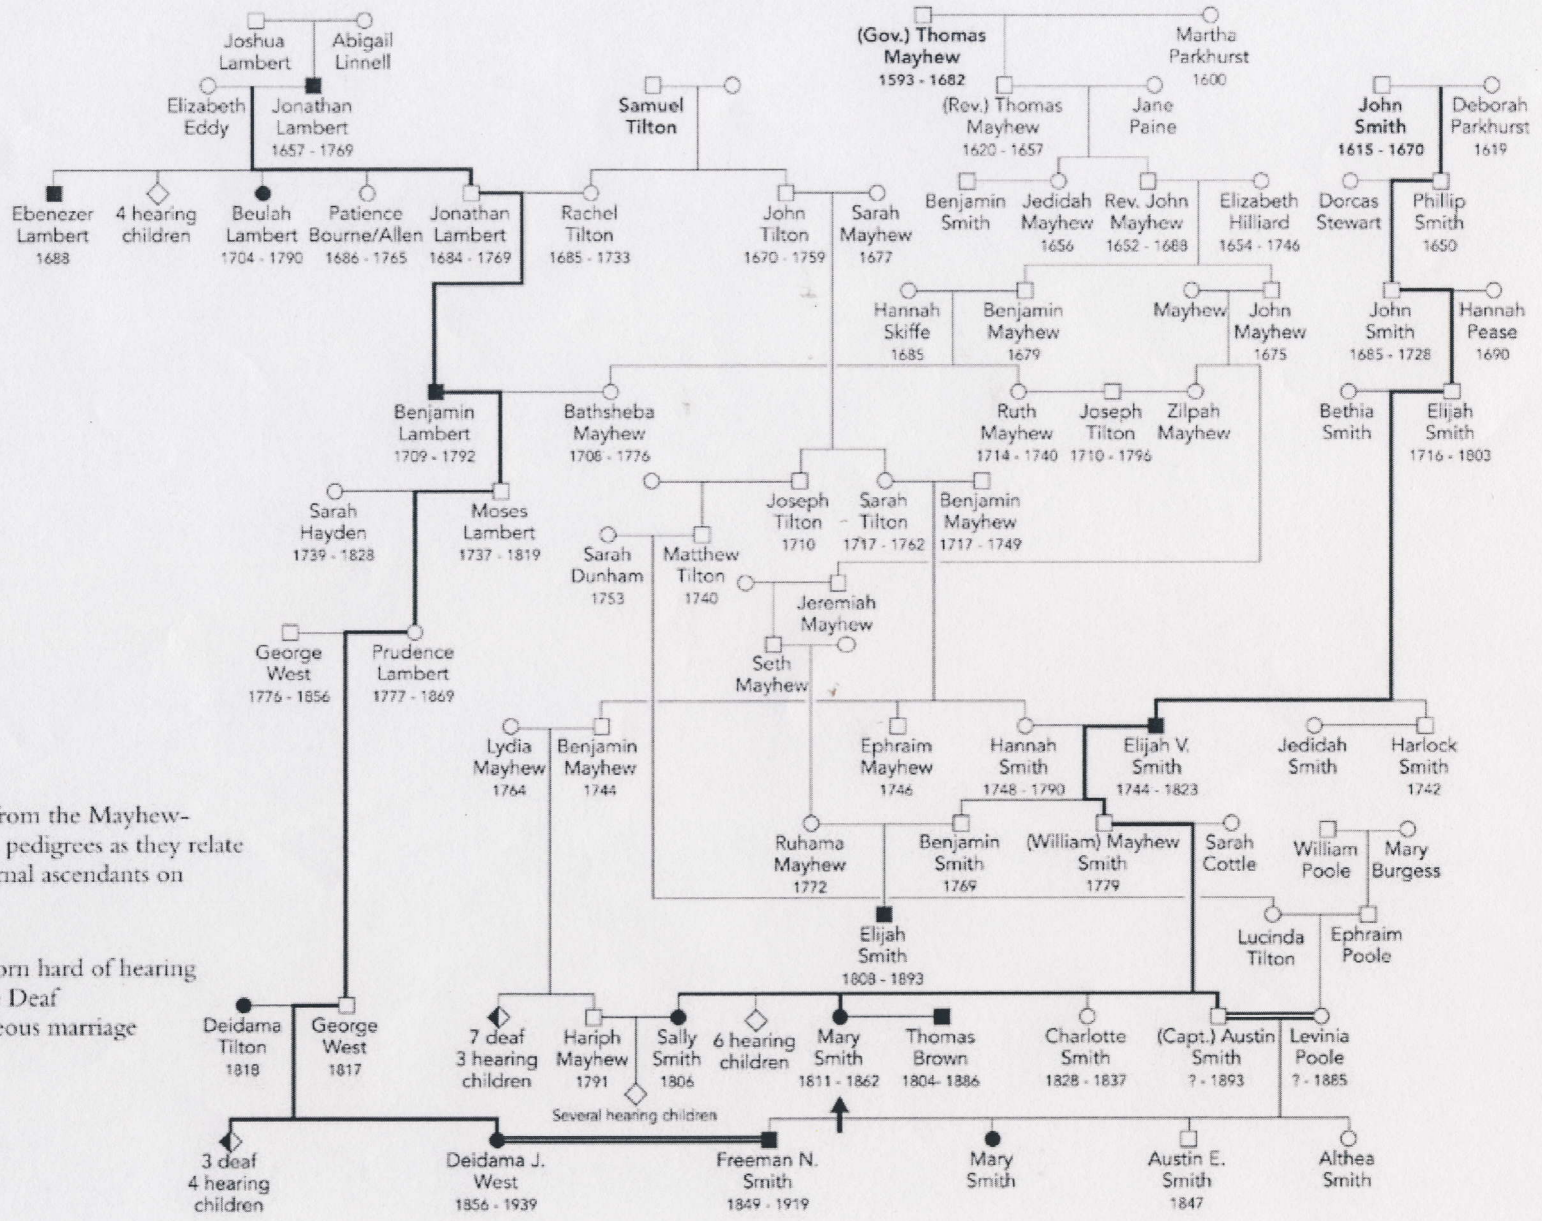 Joshua
Lambert
Abigail
Linnell
(Gov.) Thomas
Mayhew
1593 - 1682
Martha
Parkhurst
1600
Elizabeth
Eddy
Jonathan
Lambert
1657 - 1769
Samuel
Tilton
(Rev.) Thomas
Mayhew
1620 - 1657
Jane
Paine
John
Smith
1615 - 1670
Deborah
Parkhurst
1619
Ebenezer
Lambert
1688
4 hearing
children
Beulah
Lambert
1704 - 1790
Patience
Bourne/Allen
1686 - 1765
Jonathan
Lambert
1684 - 1769
Rachel
Tilton
1685 - 1733
John
Tilton
1670 - 1759
Sarah
Mayhew
1677
Benjamin
Smith
Jedidah
Mayhew
1656
Rev. John
Mayhew
1652 - 1688
Elizabeth
Hilliard
1654 - 1746
Dorcas
Stewart
Phillip
Smith
1650
Hannah
Skiffe
1685
Benjamin
Mayhew
1679
Mayhew
John
Mayhew
1675
John
Smith
1685 - 1728
Hannah
Pease
1690
Benjamin
Lambert
1709 - 1792
Bathsheba
Mayhew
1708 - 1776
Ruth
Mayhew
1714 - 1740
Joseph
Tilton
1710 - 1796
Zilpah
Mayhew
Bethia
Smith
Elijah
Smith
1716 - 1803
Sarah
Hayden
1739 - 1828
Moses
Lambert
1737 - 1819
Joseph
Tilton
1710
Sarah
Tilton
1717 - 1762
Benjamin
Mayhew
1717 - 1749
Sarah
Dunham
1753
Matthew
Tilton
1740
Jeremiah
Mayhew
George
West
1776 - 1856
Prudence
Lambert
1777 - 1869
Seth
Mayhew
Lydia
Mayhew
1764
Benjamin
Mayhew
1744
Ephraim
Mayhew
1746
Hannah
Smith
1748 - 1790
Elijah V.
Smith
1744 - 1823
Jedidah
Smith
Harlock
Smith
1742
from the Mayhew–
pedigrees as they relate
rnal ascendants on
Ruhama
Mayhew
1772
Benjamin
Smith
1769
(William) Mayhew
Smith
1779
Sarah
Cottle
William
Poole
Mary
Burgess
Elijah
Smith
1808 - 1893
Lucinda
Tilton
Ephraim
Poole
orn hard of hearing
Deaf
eous marriage
Deidama
Tilton
1818
George
West
1817
7 deaf
3 hearing
children
Hariph
Mayhew
1791
Sally
Smith
1806
6 hearing
children
Mary
Smith
1811 - 1862
Thomas
Brown
1804- 1886
Charlotte
Smith
1828 - 1837
(Capt.) Austin
Smith
? - 1893
Levinia
Poole
? - 1885
Several hearing children
3 deaf
4 hearing
children
Deidama J.
West
1856 - 1939
Freeman N.
Smith
1849 - 1919
Mary
Smith
Austin E.
Smith
1847
Althea
Smith